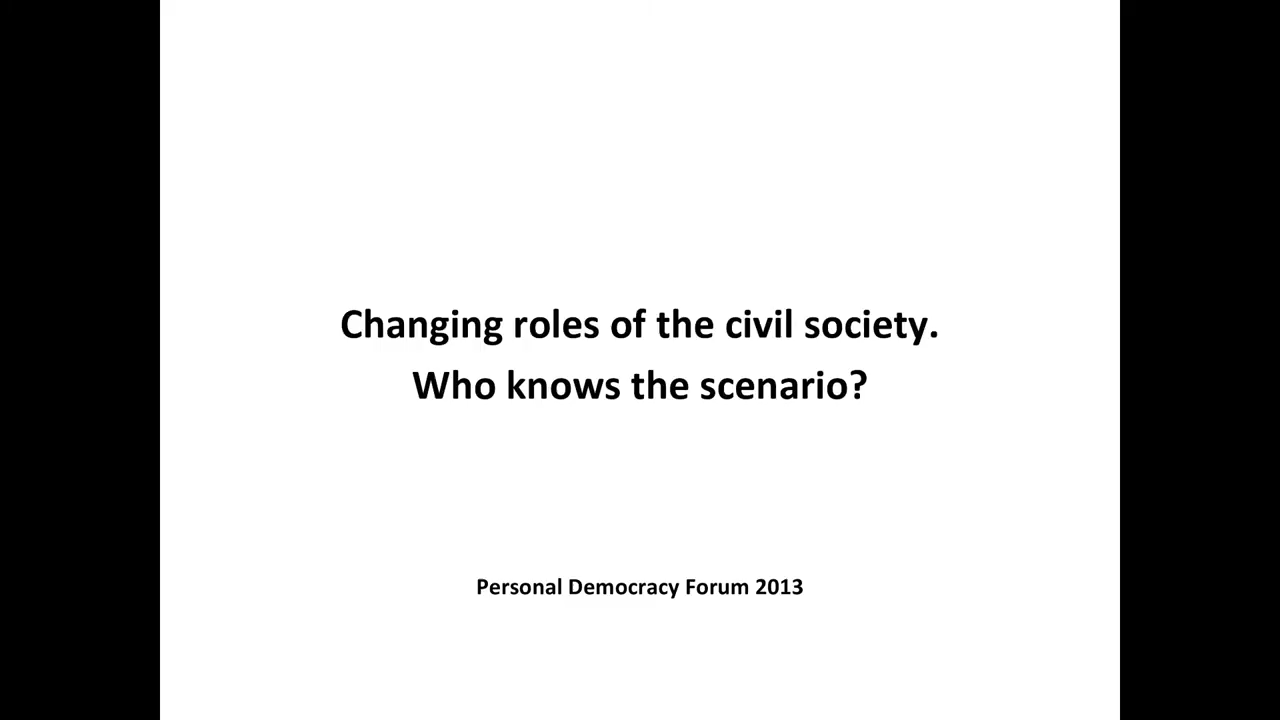 Changing roles of the civil society.
Who knows the scenario?
Personal Democracy Forum 2013